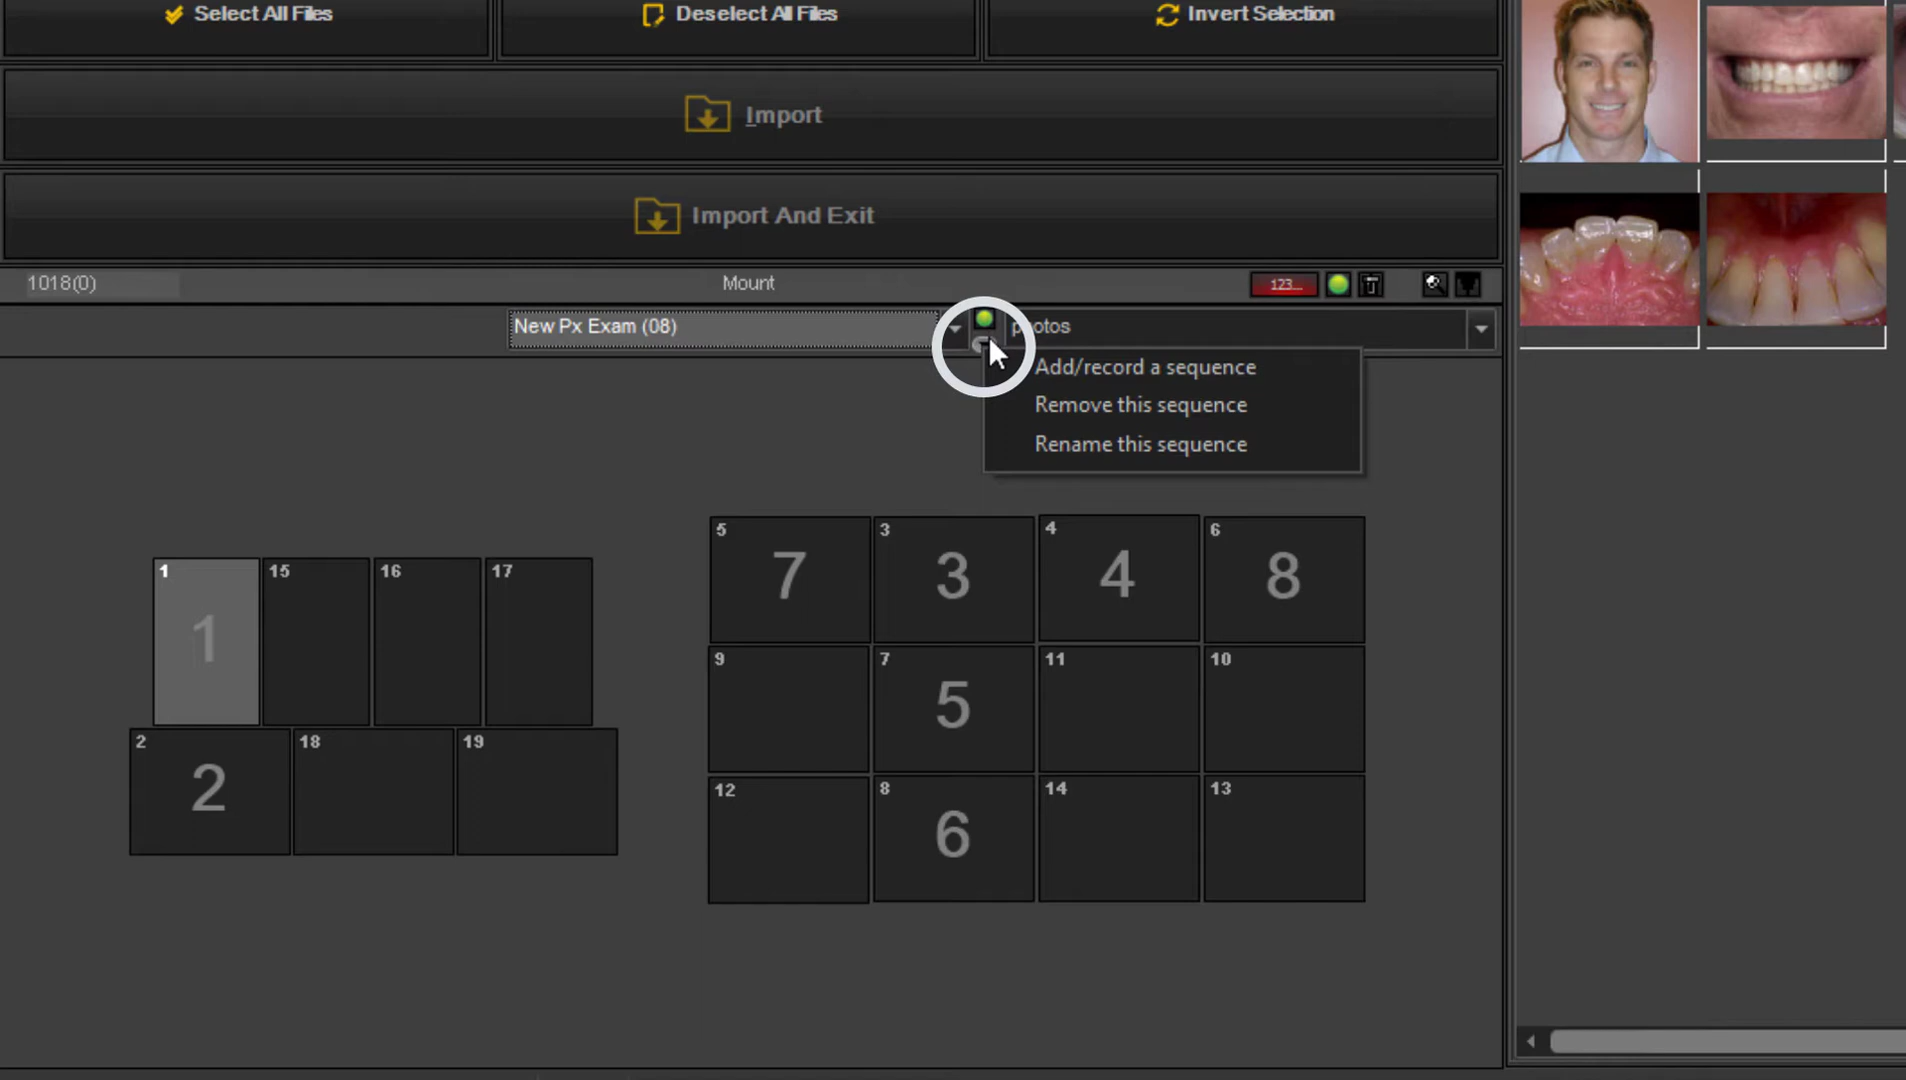 Select All Files
Deselect All Files
Invert Selection
Import
Import And Exit
1018(0)
Mount
123...
New Px Exam (08)
photos
Add/record a sequence
Remove this sequence
Rename this sequence
5 7
3 3
4 4
6 8
1 1
15
16
17
9
7 5
11
10
2 2
18
19
12
8 6
14
13